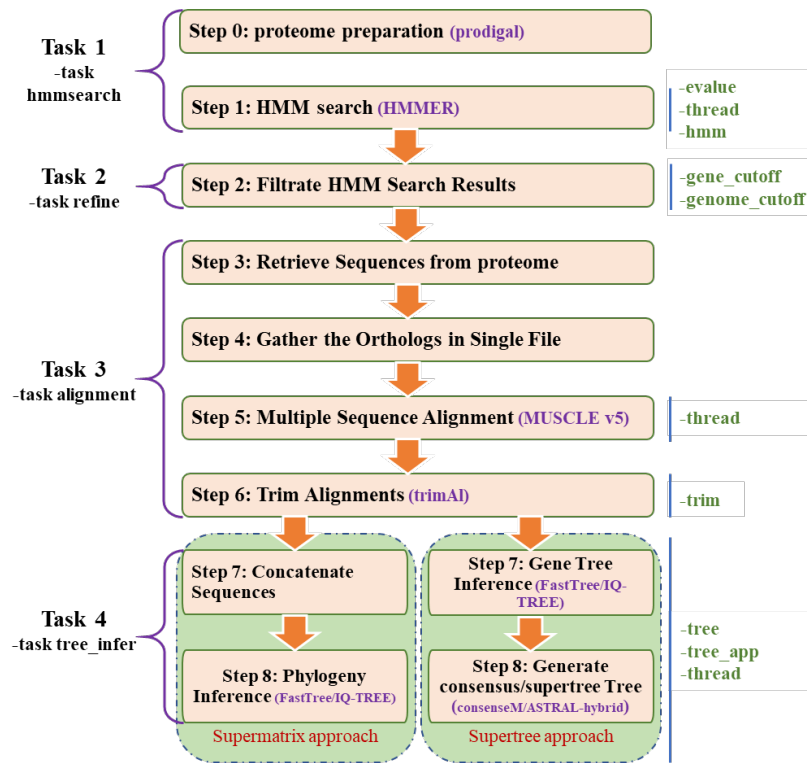 Task 1
-task
hmmsearch
Step 0: proteome preparation (prodigal)
Step 1: HMM search (HMMER)
-evalue
-thread
-hmm
Task 2
-task refine
Step 2: Filtrate HMM Search Results
-gene_cutoff
-genome_cutoff
Task 3
-task alignment
Step 3: Retrieve Sequences from proteome
Step 4: Gather the Orthologs in Single File
Step 5: Multiple Sequence Alignment (MUSCLE v5)
-thread
Step 6: Trim Alignments (trimAl)
-trim
Task 4
-task tree_infer
Step 7: Concatenate
Sequences
Step 8: Phylogeny
Inference (FastTree/IQ-TREE)
Supermatrix approach
Step 7: Gene Tree
Inference (FastTree/IQ-
TREE)
Step 8: Generate
consensus/supertree Tree
(consenseM/ASTRAL-hybrid)
Supertree approach
-tree
-tree_app
-thread